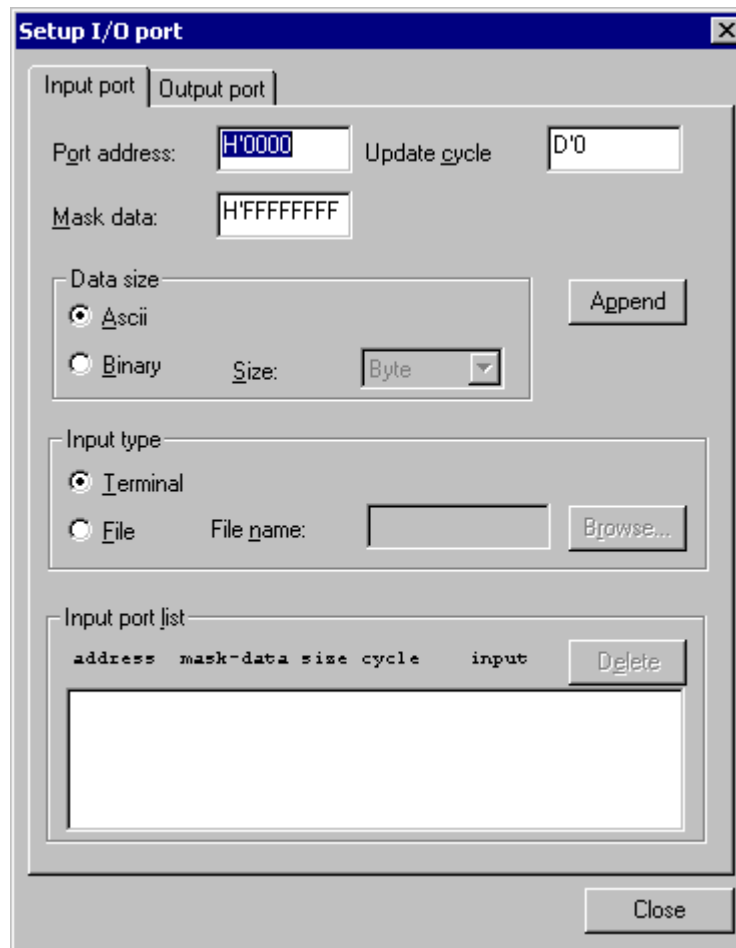 Setup I/O port
Input port Output port
Port address: H'0000 Update cycle D'0
Mask data: H'FFFFFFFF
Data size
Ascii
Append
Binary Size: Byte
Input type
Terminal
File File name: Browse...
Input port list
address mask-data size cycle input Delete
Close